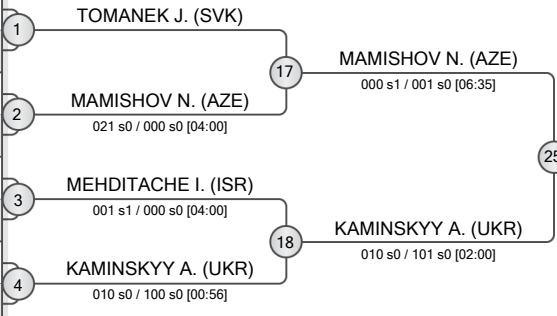 TOMANEK J. (SVK)
1
17
MAMISHOV N. (AZE)
000 s1 / 001 s0 [06:35]
MAMISHOV N. (AZE)
2
021 s0 / 000 s0 [04:00]
25
MEHDITACHE I. (ISR)
3
001 s1 / 000 s0 [04:00]
18
KAMINSKYY A. (UKR)
010 s0 / 101 s0 [02:00]
KAMINSKYY A. (UKR)
4
010 s0 / 100 s0 [00:56]